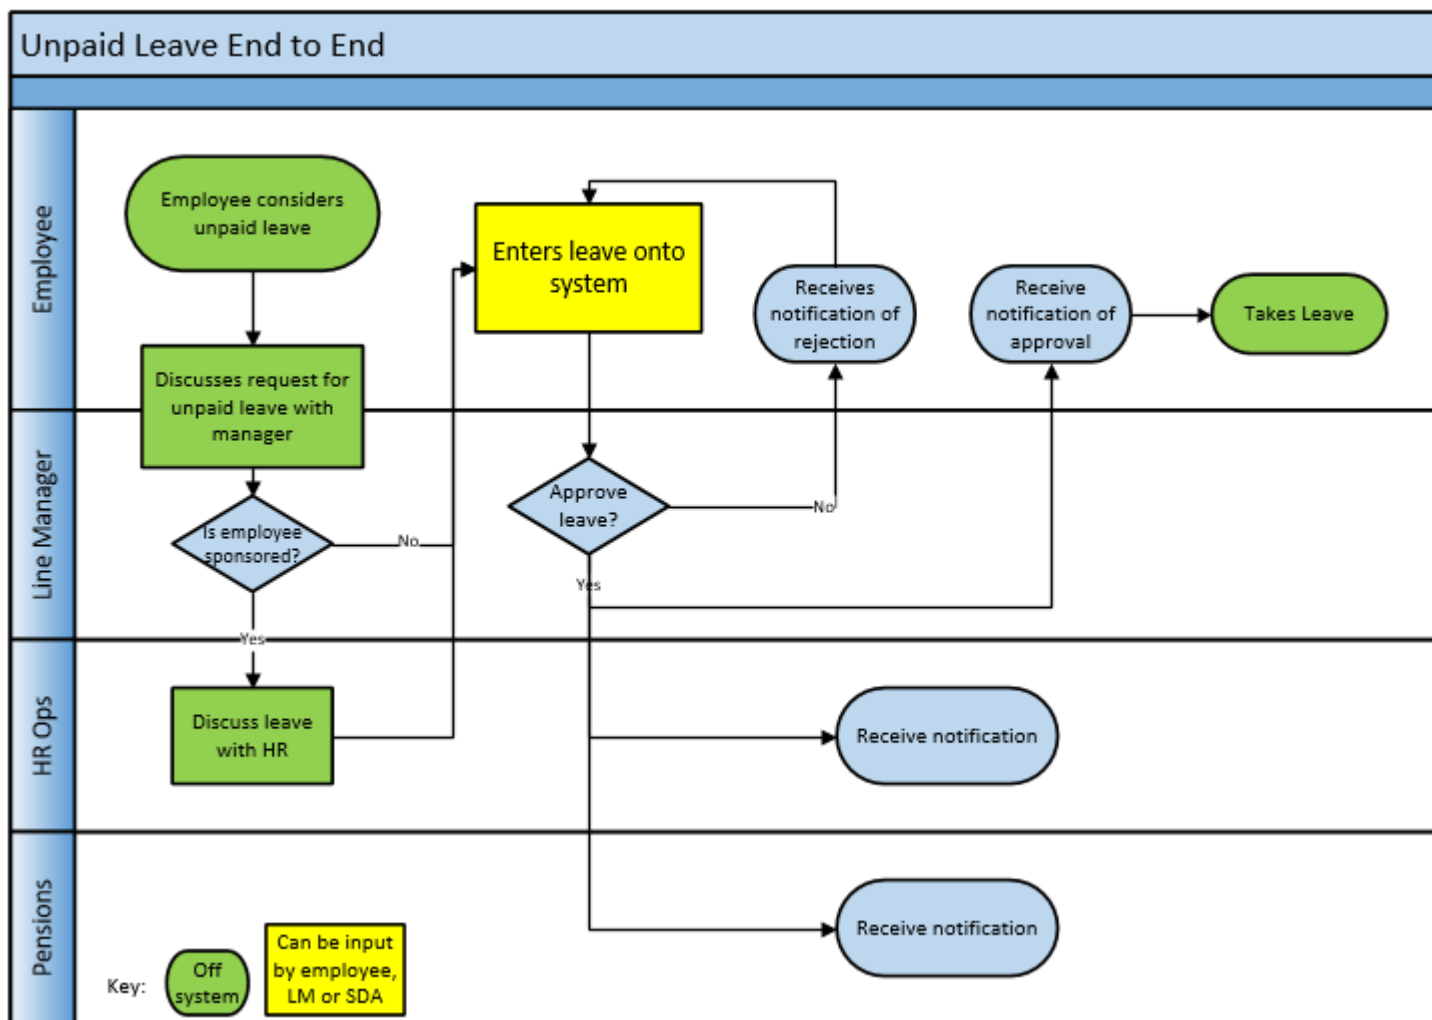 Unpaid Leave End to End
Employee
Employee considers
unpaid leave
Enters leave onto
system
Receives
notification of
rejection
Receive
notification of
approval
Takes Leave
Discusses request for
unpaid leave with
manager
Line Manager
Is employee
sponsored?
No
Approve
leave?
No
Yes
Yes
HR Ops
Discuss leave
with HR
Receive notification
Pensions
Receive notification
Key:
Off
system
Can be input
by employee,
LM or SDA